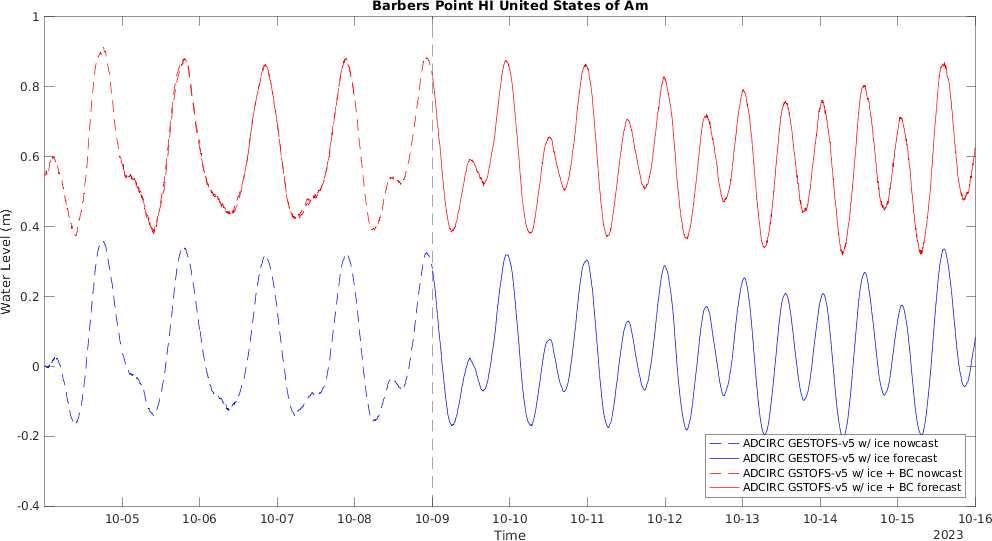 Barbers Point HI United States of Am
Water Level (m)
1
0.8
0.6
0.4
0.2
0
-0.2
-0.4
ADCIRC GESTOFS-v5 w/ ice nowcast
ADCIRC GESTOFS-v5 w/ ice forecast
ADCIRC GSTOFS-v5 w/ ice + BC nowcast
ADCIRC GSTOFS-v5 w/ ice + BC forecast
10-05 10-06 10-07 10-08 10-09 10-10 10-11 10-12 10-13 10-14 10-15 10-16
Time
2023